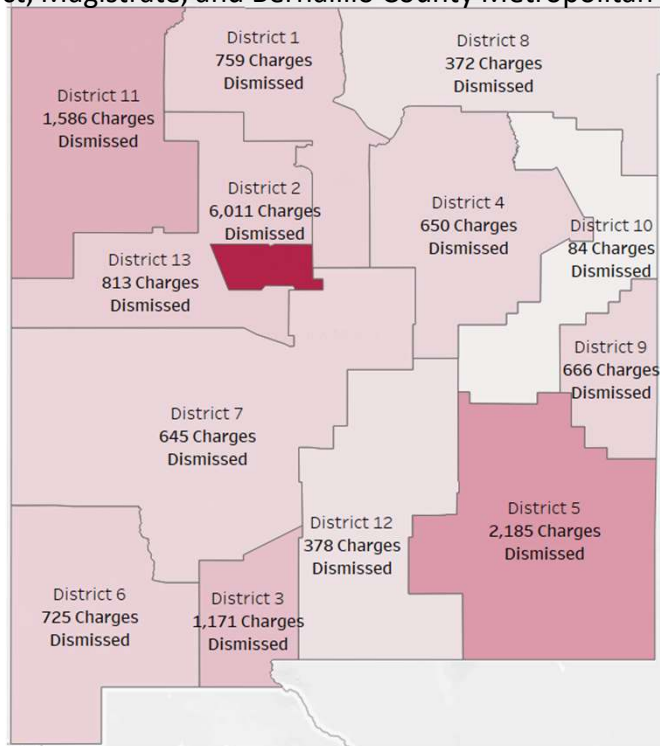 Magistrate, and Bernalillo County Metropolitan
District 1
759 Charges
Dismissed
District 8
372 Charges
Dismissed
District 11
1,586 Charges
Dismissed
District 2
6,011 Charges
Dismissed
District 4
650 Charges
Dismissed
District 10
84 Charges
Dismissed
District 13
813 Charges
Dismissed
District 9
666 Charges
Dismissed
District 7
645 Charges
Dismissed
District 5
2,185 Charges
Dismissed
District 12
378 Charges
Dismissed
District 6
725 Charges
Dismissed
District 3
1,171 Charges
Dismissed